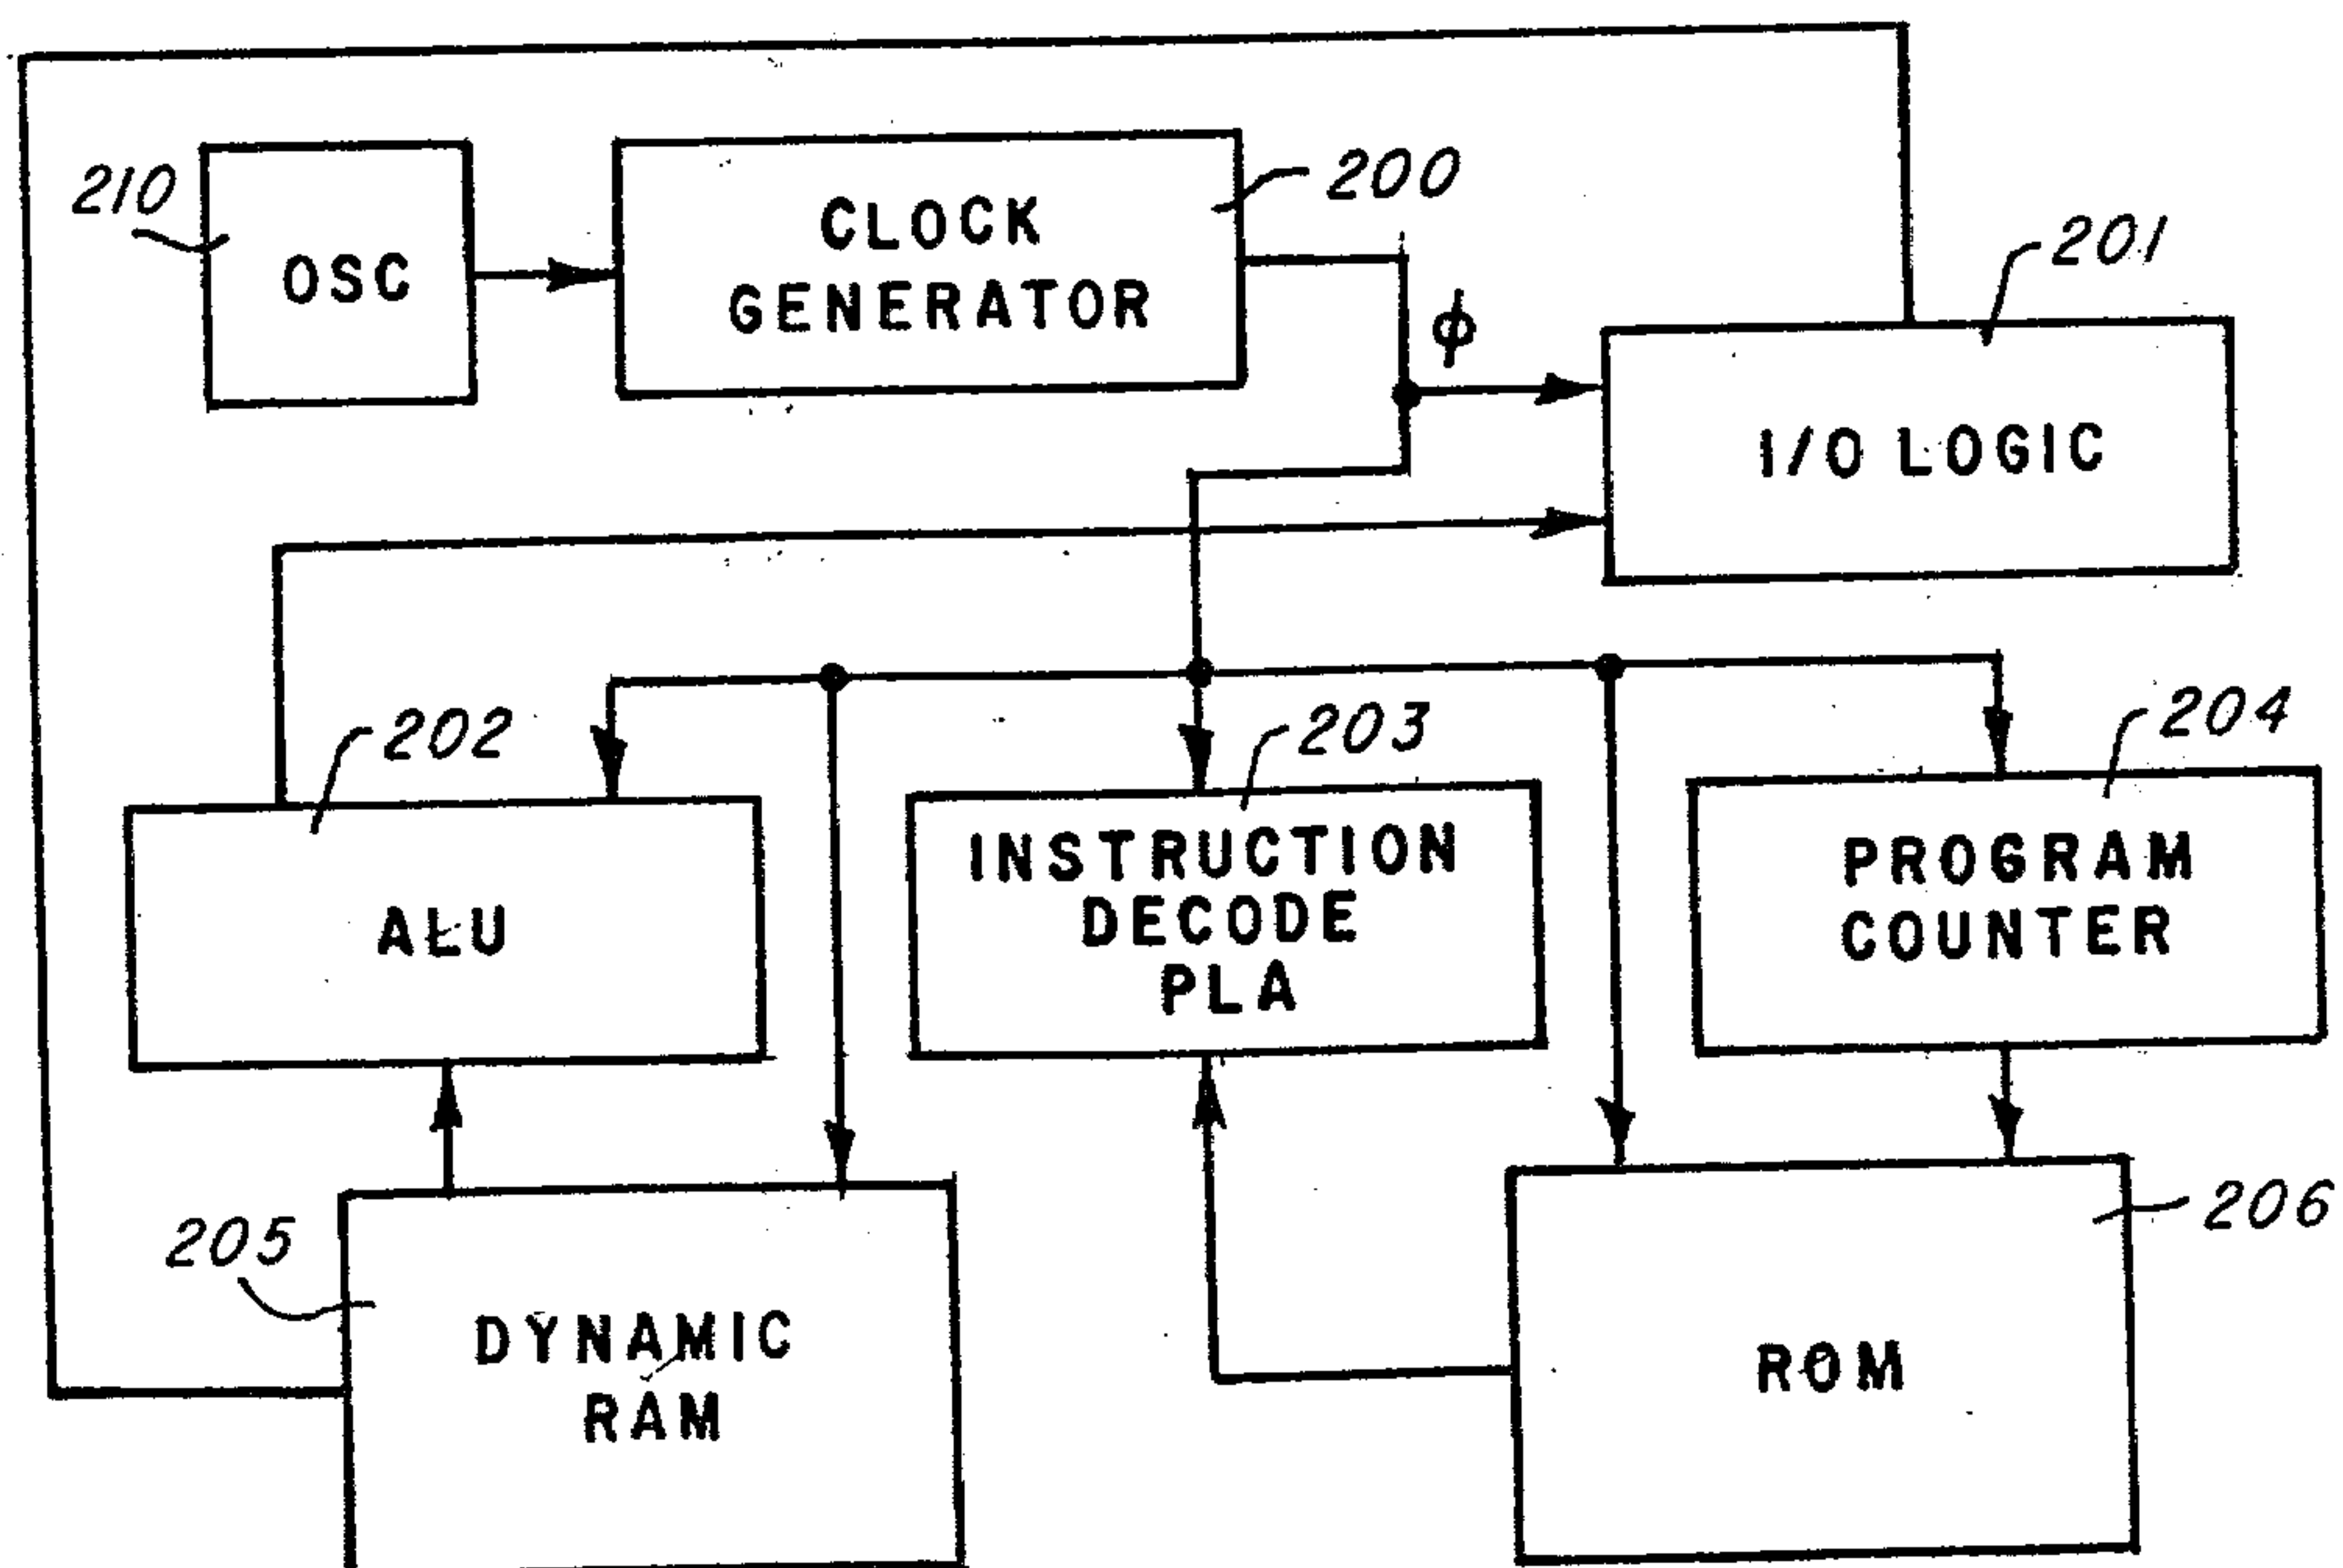 210
OSC
CLOCK
GENERATOR
200
ϕ
201
I/O LOGIC
202
ALU
203
INSTRUCTION
DECODE
PLA
204
PROGRAM
COUNTER
205
DYNAMIC
RAM
206
ROM